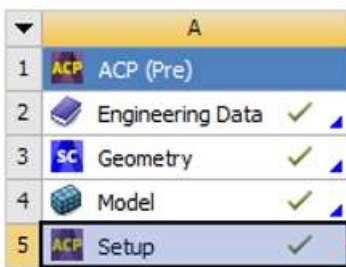 A
1 ACP ACP (Pre)
2 Engineering Data
3 SC Geometry
4 Model
5 ACP Setup